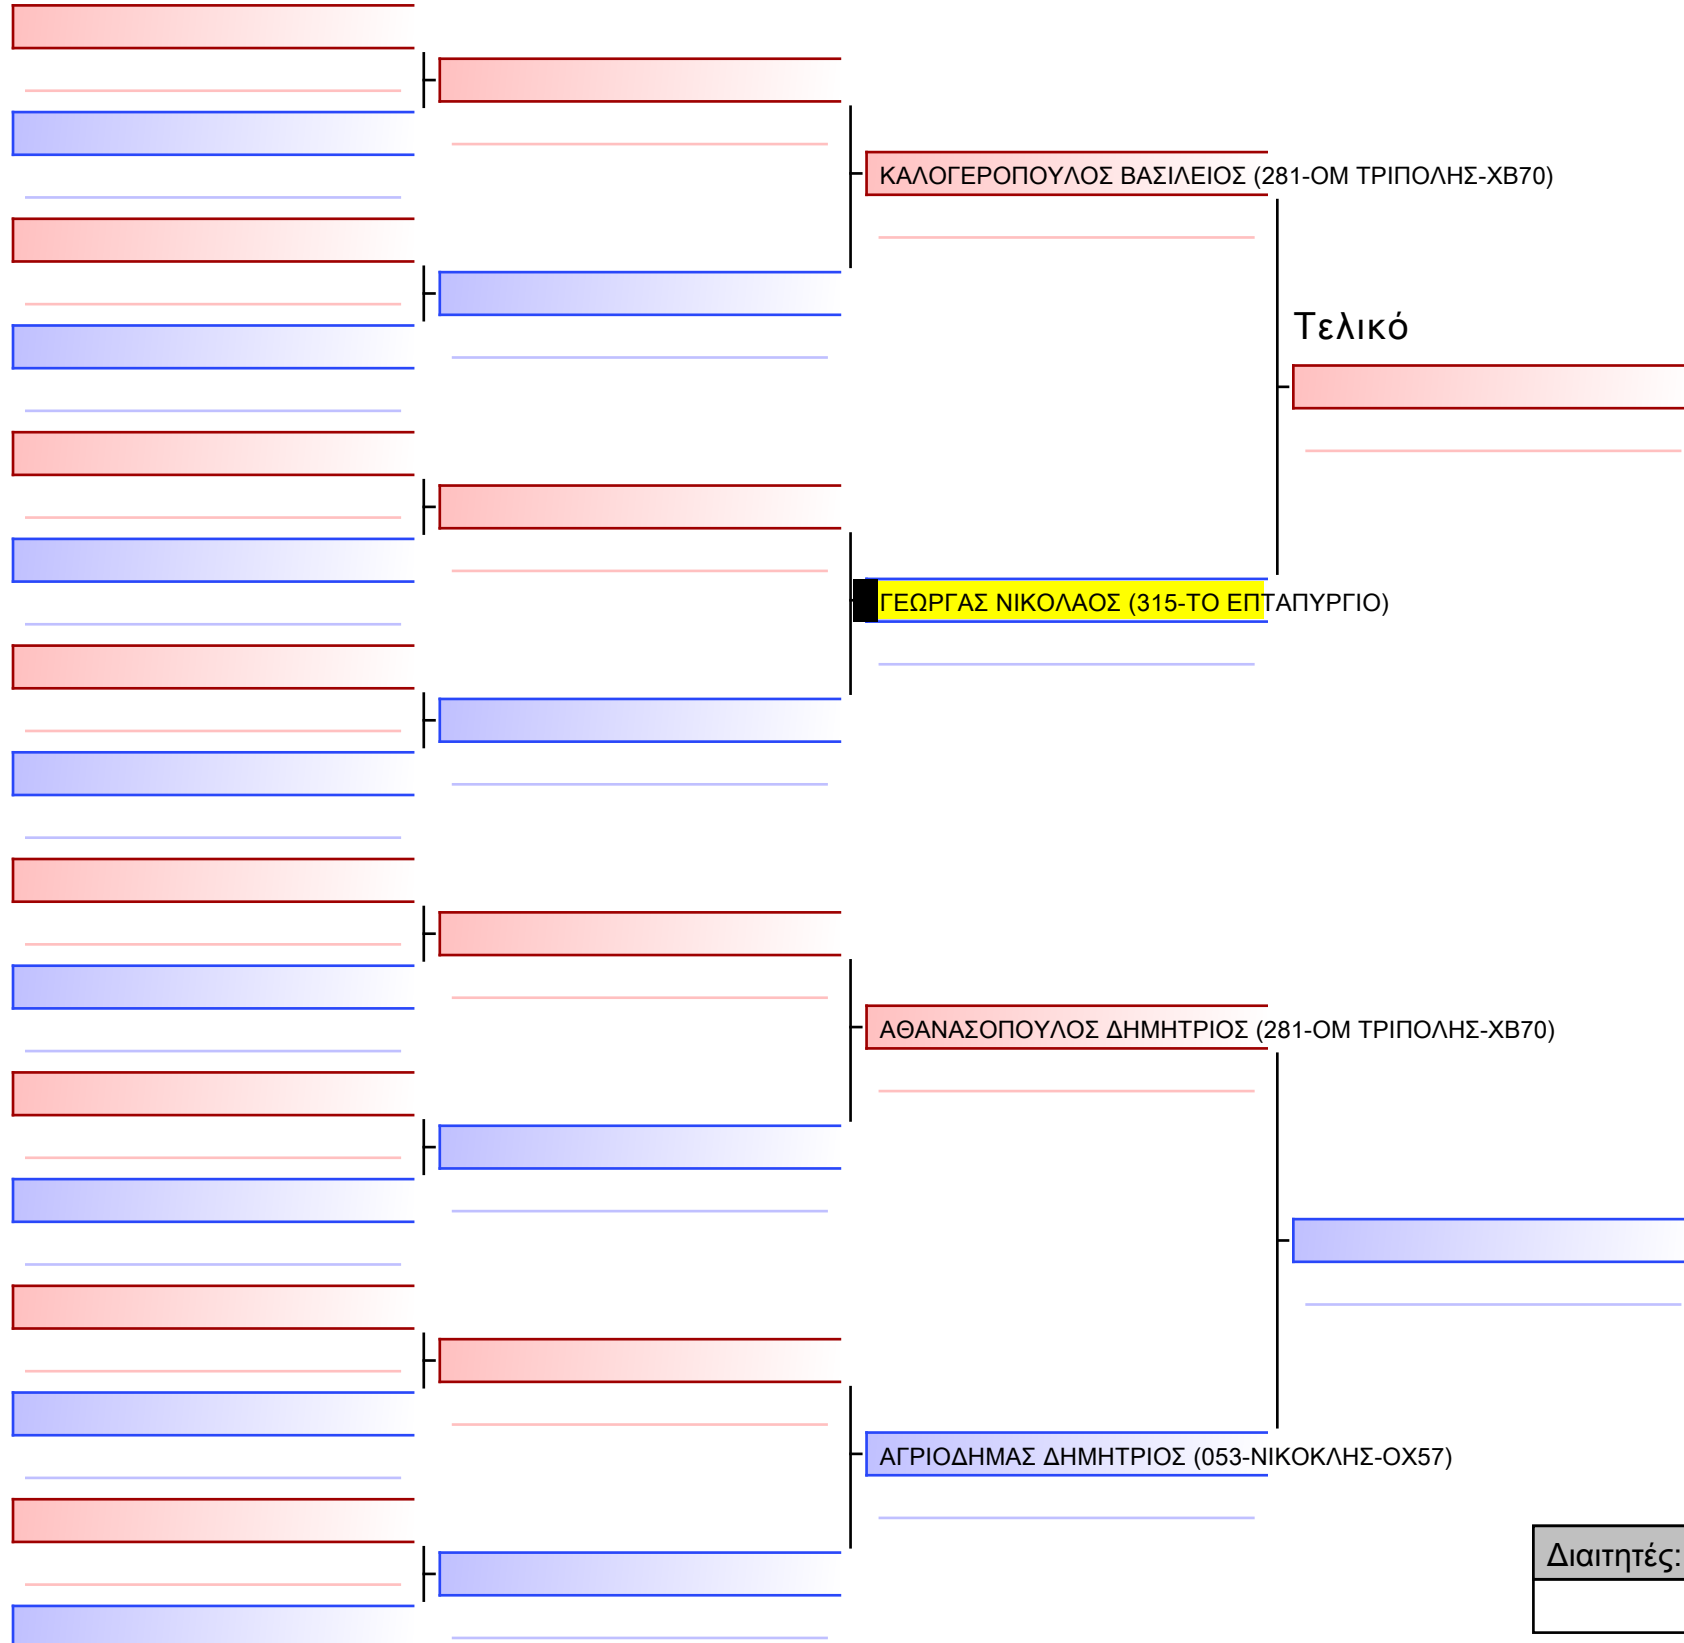 ΚΑΛΟΓΕΡΟΠΟΥΛΟΣ ΒΑΣΙΛΕΙΟΣ (281-ΟΜ ΤΡΙΠΟΛΗΣ-ΧΒ70)
Τελικό
ΓΕΩΡΓΑΣ ΝΙΚΟΛΑΟΣ (315-ΤΟ ΕΠΤΑΠΥΡΓΙΟ)
ΑΘΑΝΑΣΟΠΟΥΛΟΣ ΔΗΜΗΤΡΙΟΣ (281-ΟΜ ΤΡΙΠΟΛΗΣ-ΧΒ70)
ΑΓΡΙΟΔΗΜΑΣ ΔΗΜΗΤΡΙΟΣ (053-ΝΙΚΟΚΛΗΣ-ΟΧ57)
Διαιτητές: